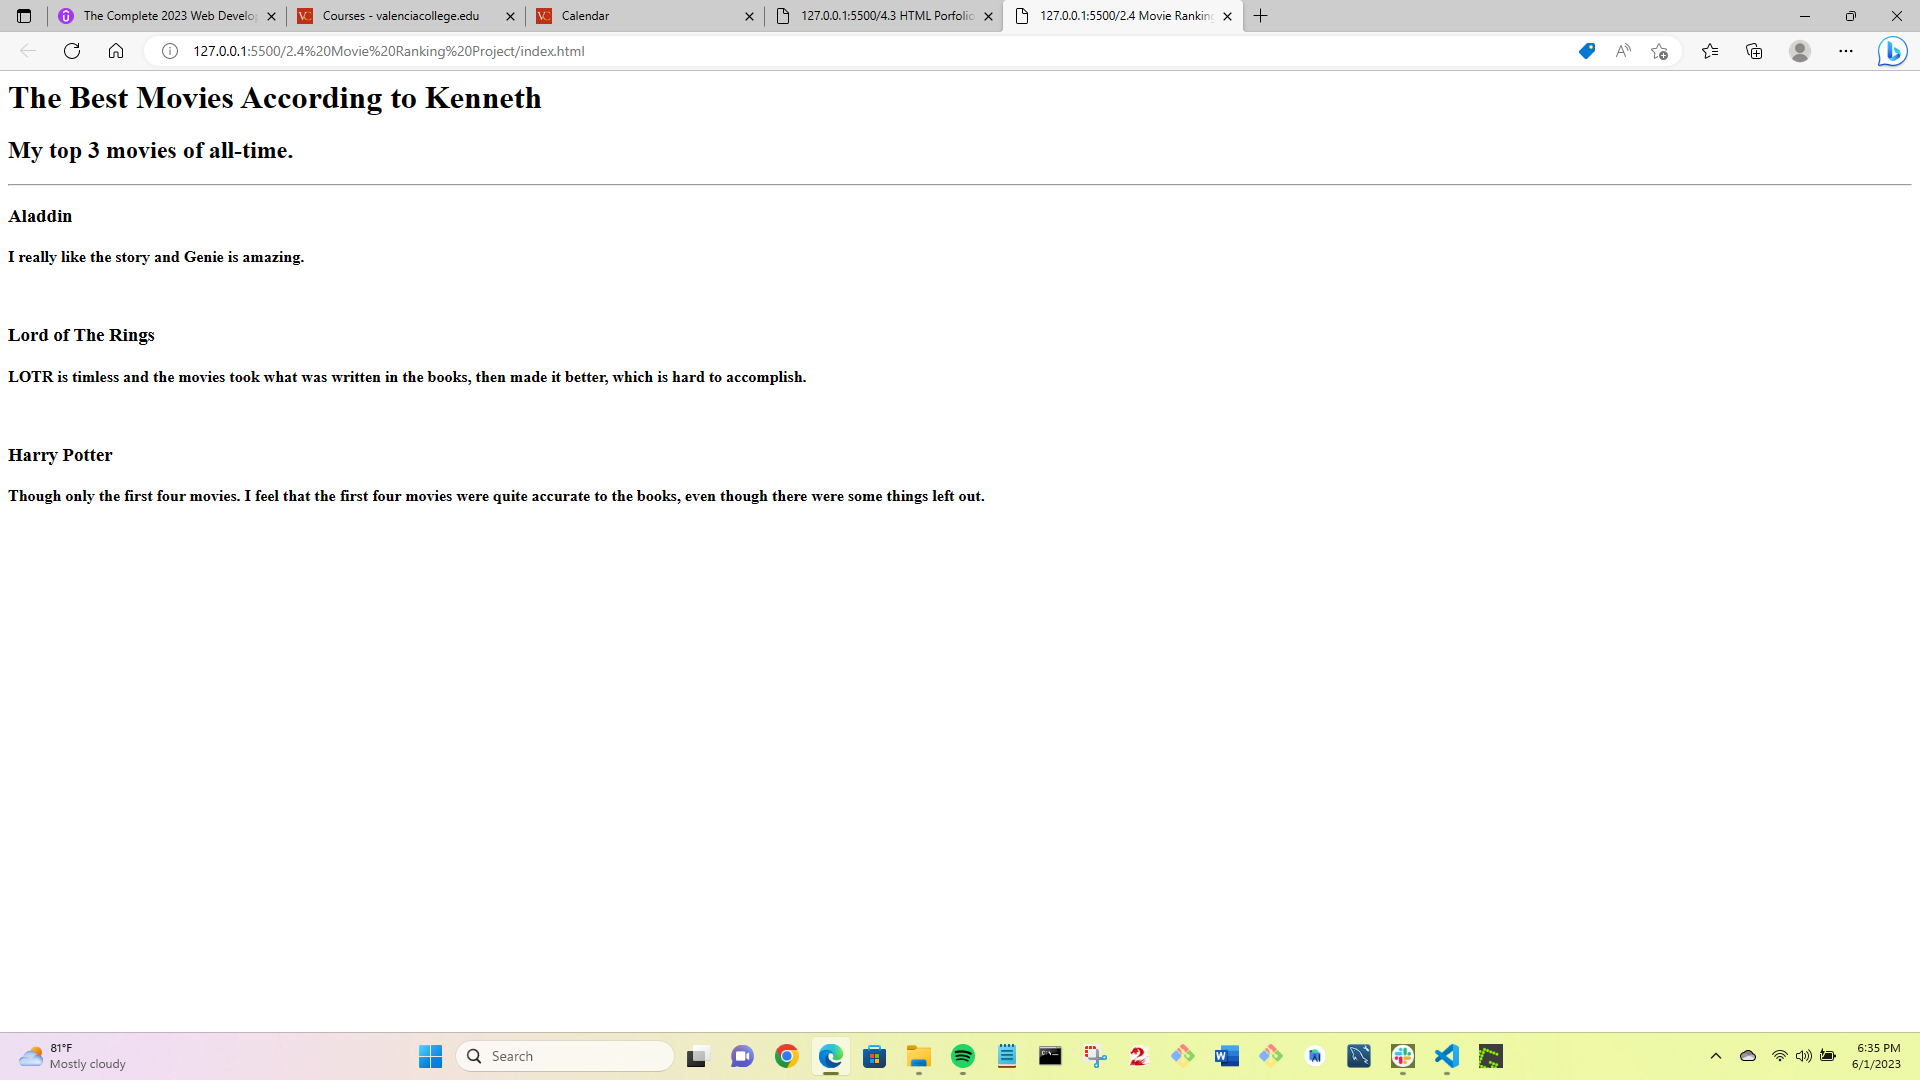 The Complete 2023 Web Develop
Courses - valenciacollege.edu
Calendar
127.0.0.1:5500/4.3 HTML Porfolio
127.0.0.1:5500/2.4 Movie Ranking
127.0.0.1:5500/2.4%20Movie%20Ranking%20Project/index.html
The Best Movies According to Kenneth
My top 3 movies of all-time.
Aladdin
I really like the story and Genie is amazing.
Lord of The Rings
LOTR is timless and the movies took what was written in the books, then made it better, which is hard to accomplish.
Harry Potter
Though only the first four movies. I feel that the first four movies were quite accurate to the books, even though there were some things left out.
81°F
Mostly cloudy
Search
6:35 PM
6/1/2023